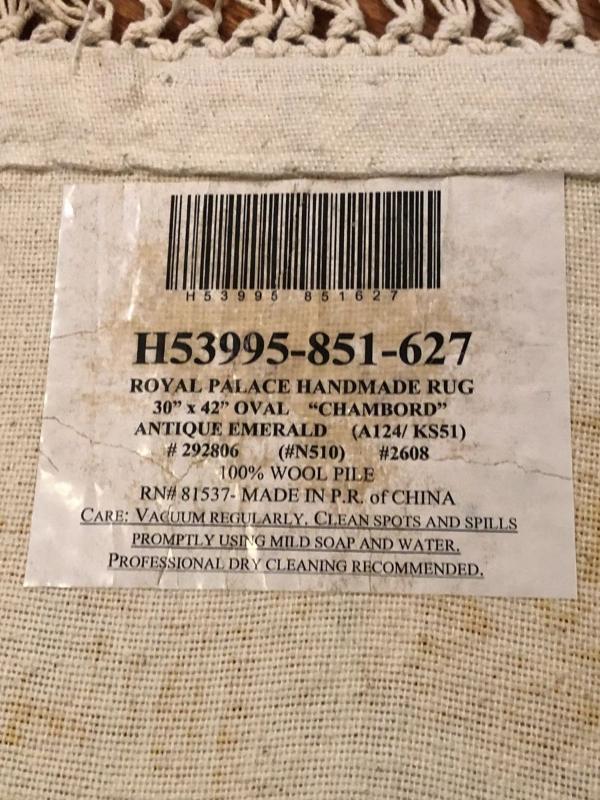 H53995 851627
H53995-851-627
ROYAL PALACE HANDMADE RUG
30” x 42” OVAL “CHAMBORD”
ANTIQUE EMERALD (A124/ KS51)
# 292806 (#N510) #2608
100% WOOL PILE
RN# 81537- MADE IN P.R. of CHINA
CARE: VACUUM REGULARLY. CLEAN SPOTS AND SPILLS
PROMPTLY USING MILD SOAP AND WATER.
PROFESSIONAL DRY CLEANING RECOMMENDED.